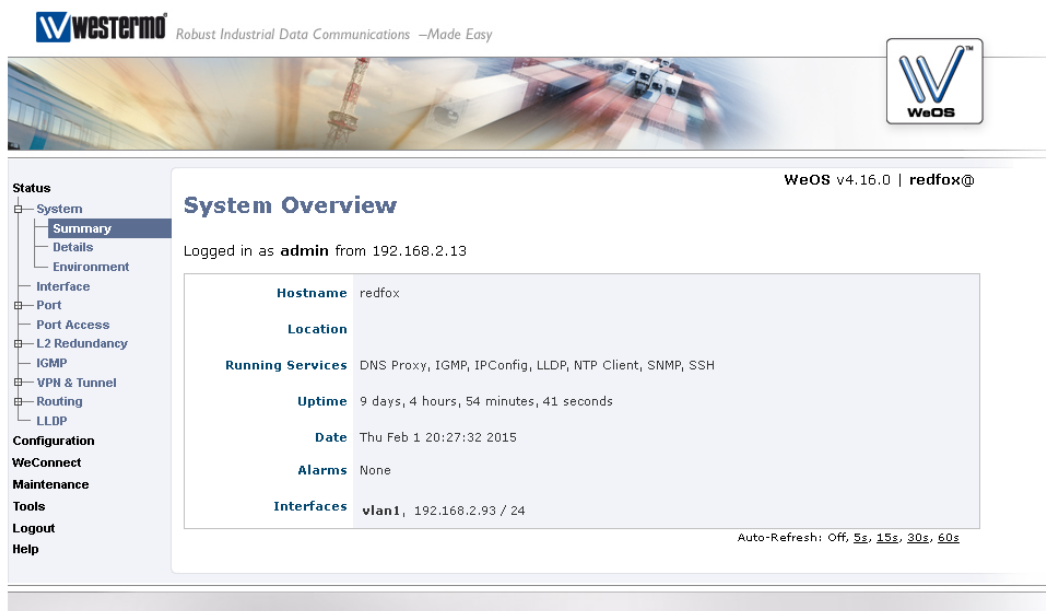 westermo Robust Industrial Data Communications –Made Easy
WeOS
TM
WeOS v4.16.0 | redfox@
Status
System
Summary
Details
Environment
Interface
Port
Port Access
L2 Redundancy
IGMP
VPN & Tunnel
Routing
LLDP
Configuration
WeConnect
Maintenance
Tools
Logout
Help
System Overview
Logged in as admin from 192.168.2.13
Hostname redfox
Location
Running Services DNS Proxy, IGMP, IPConfig, LLDP, NTP Client, SNMP, SSH
Uptime 9 days, 4 hours, 54 minutes, 41 seconds
Date Thu Feb 1 20:27:32 2015
Alarms None
Interfaces vlan1, 192.168.2.93 / 24
Auto-Refresh: Off, 5s, 15s, 30s, 60s